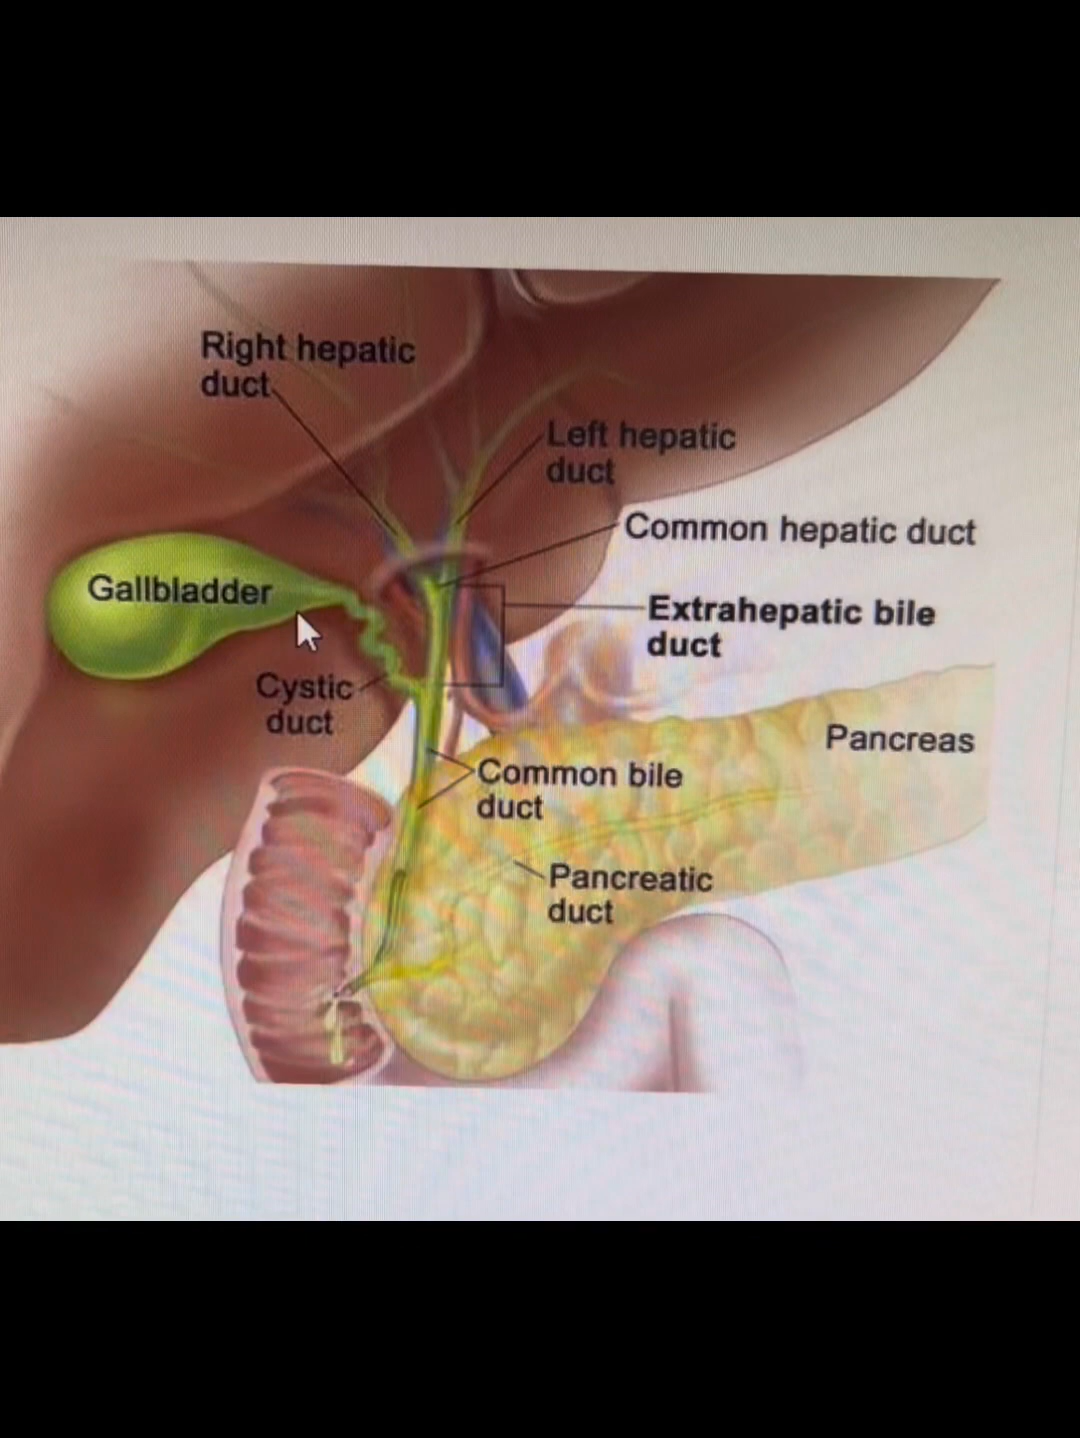 Right hepatic
duct
Left hepatic
duct
Common hepatic duct
Gallbladder
Extrahepatic bile
duct
Cystic
duct
Pancreas
Common bile
duct
Pancreatic
duct